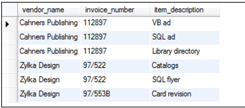 vendor_name invoice_number item_description
Cahners Publishing 112897 VB ad
Cahners Publishing 112897 SQL ad
Cahners Publishing 112897 Library directory
Zylka Design 97/522 Catalogs
Zylka Design 97/522 SQL flyer
Zylka Design 97/553B Card revision